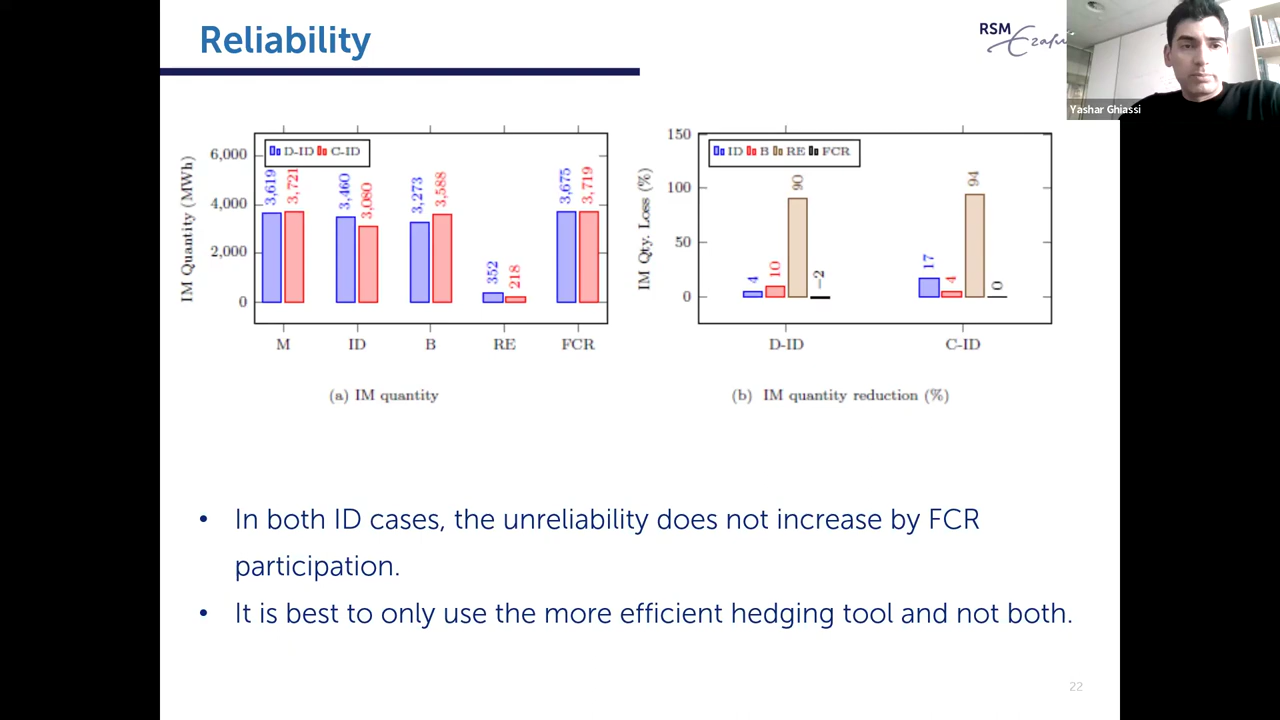 Reliability
RSM
Ezafun
Yashar Ghiassi
IM Quantity (MWh)
6,000
4,000
2,000
0
D-ID C-ID
3,619
3,721
3,460
3,080
3,273
3,588
352
218
3,675
3,719
M ID B RE FCR
(a) IM quantity
IM Qty. Loss (%)
150
100
50
0
ID B RE FCR
4
10
90
−2
17
4
94
0
D-ID C-ID
(b) IM quantity reduction (%)
• In both ID cases, the unreliability does not increase by FCR
participation.
• It is best to only use the more efficient hedging tool and not both.
22